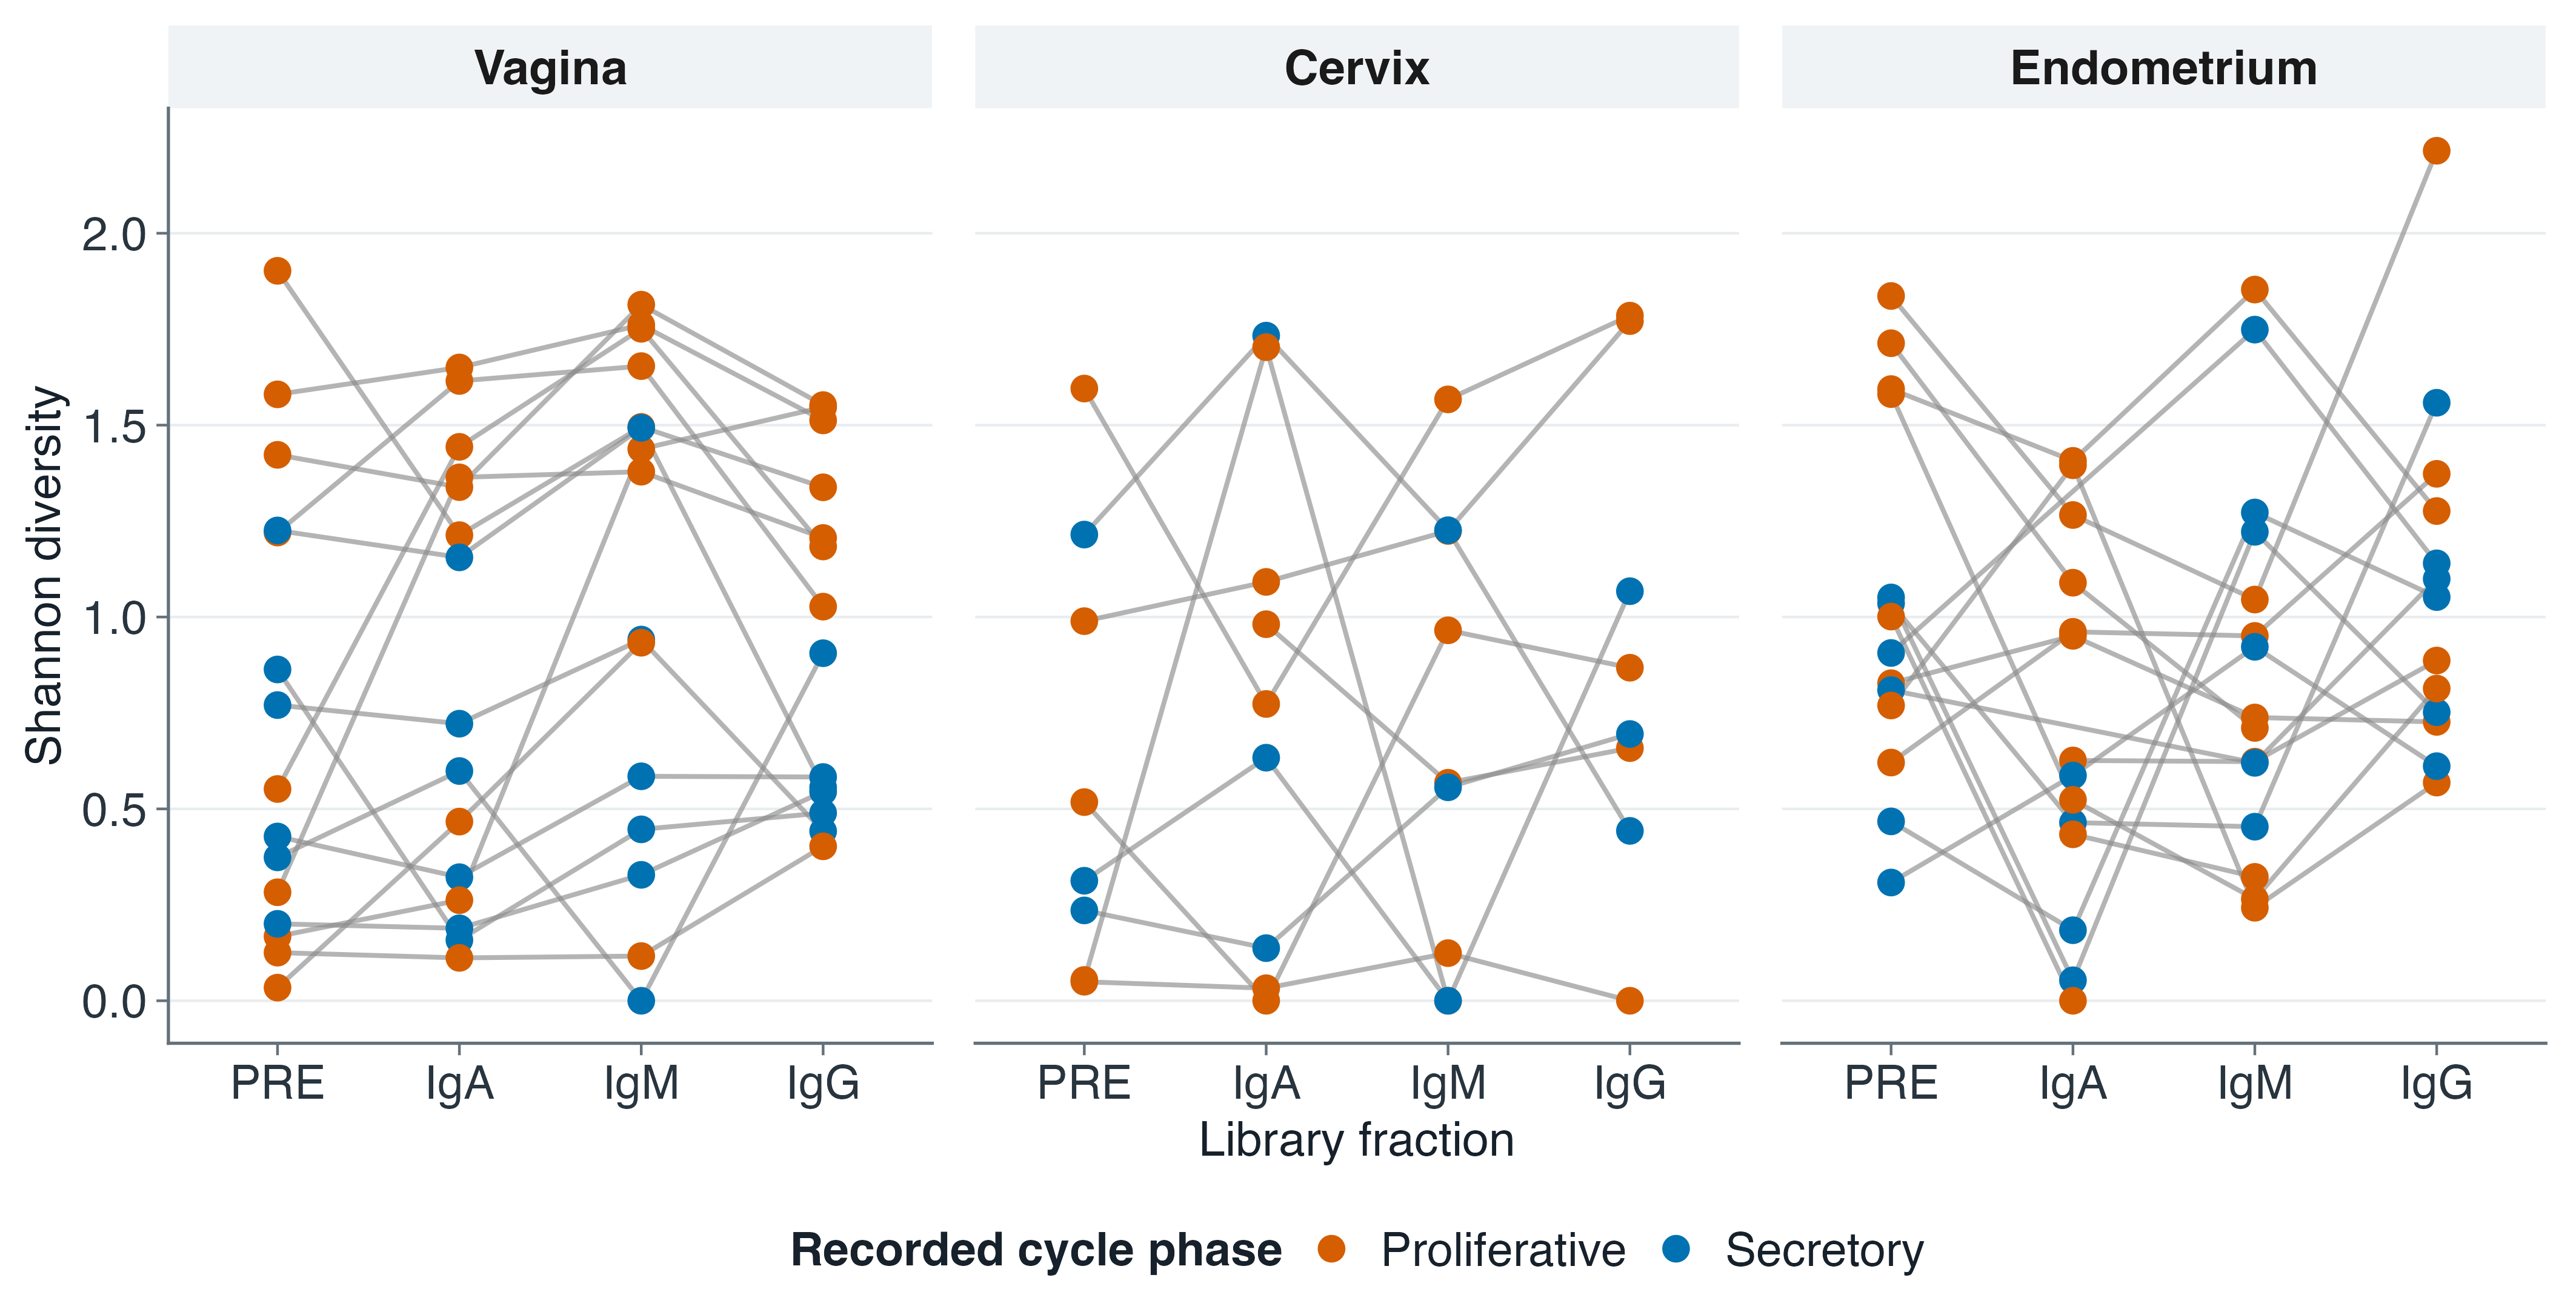 Vagina Cervix Endometrium
Shannon diversity
2.0
1.5
1.0
0.5
0.0
PRE IgA IgM IgG PRE IgA IgM IgG PRE IgA IgM IgG
Library fraction
Recorded cycle phase Proliferative Secretory